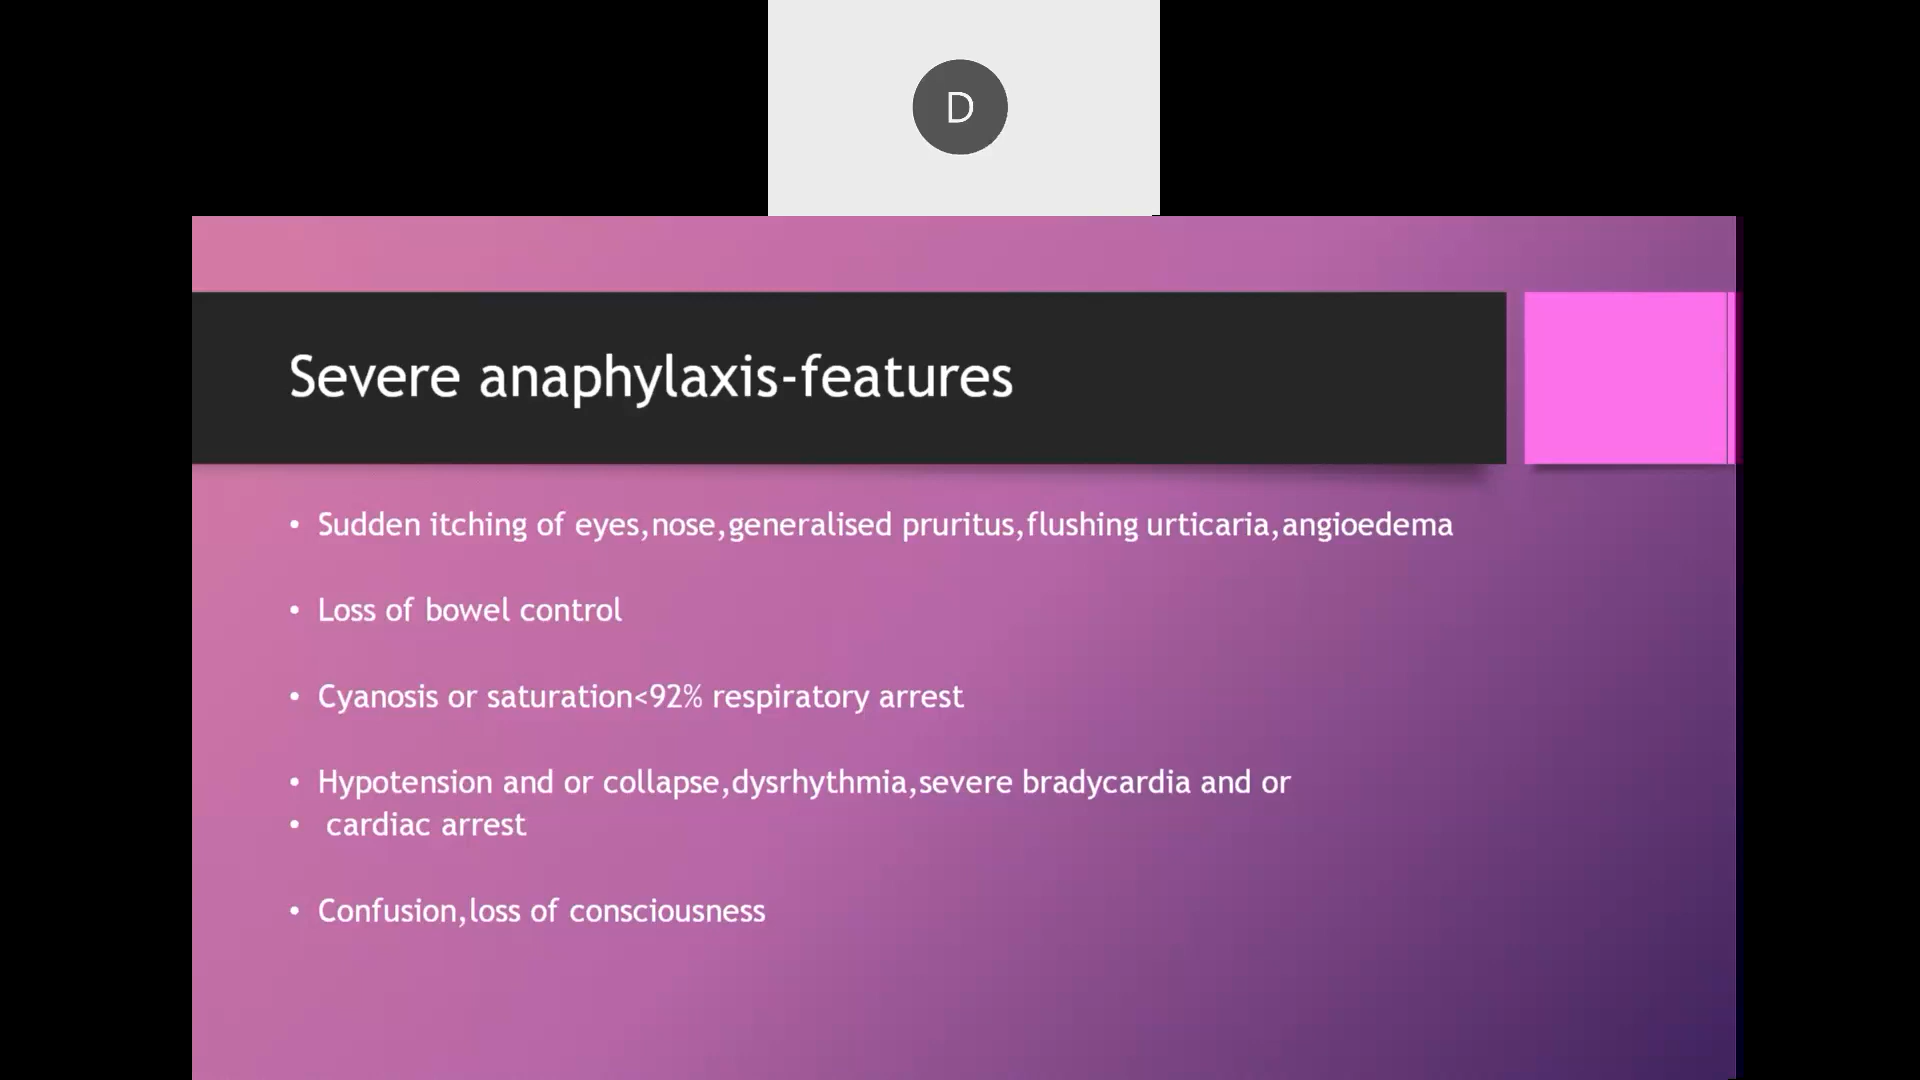 D
Severe anaphylaxis-features
• Sudden itching of eyes,nose,generalised pruritus,flushing urticaria,angioedema
• Loss of bowel control
• Cyanosis or saturation<92% respiratory arrest
• Hypotension and or collapse,dysrhythmia,severe bradycardia and or
• cardiac arrest
• Confusion,loss of consciousness